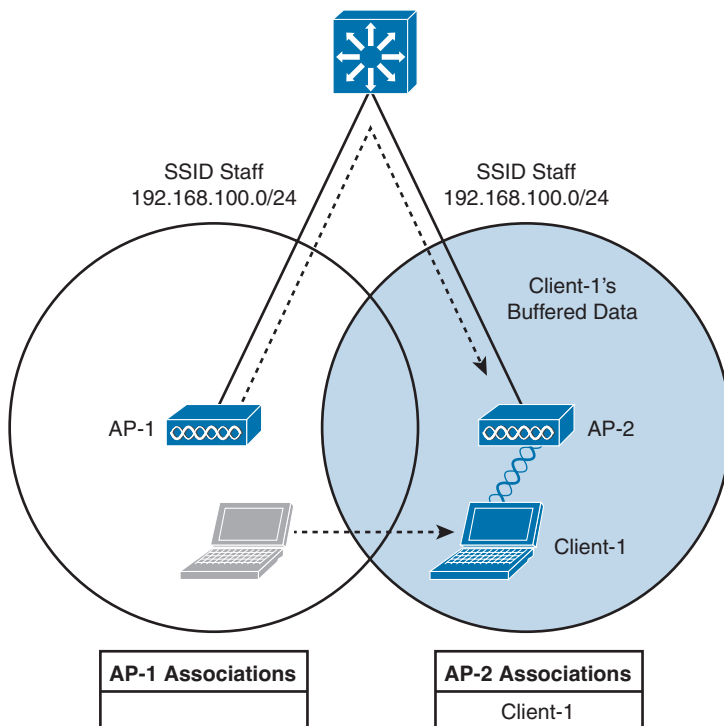 SSID Staff
192.168.100.0/24
SSID Staff
192.168.100.0/24
Client-1's
Buffered Data
AP-1
AP-2
Client-1
AP-1 Associations
AP-2 Associations
Client-1